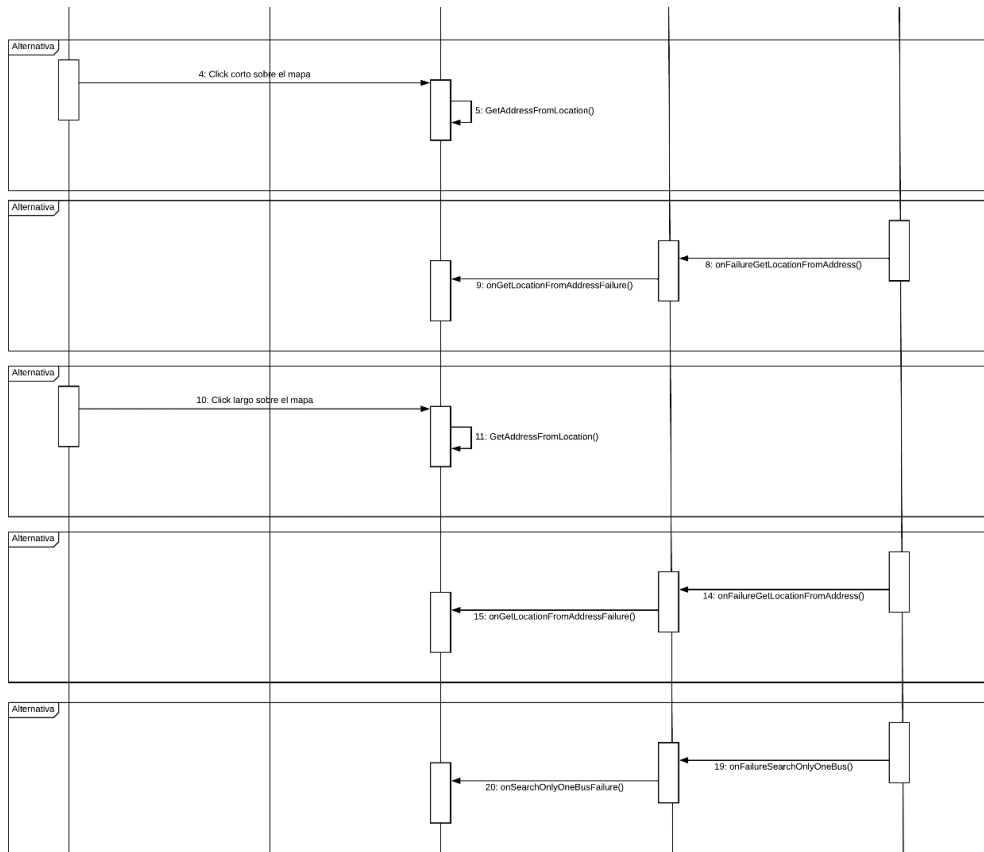 Alternativa
4: Click corto sobre el mapa
5: GetAddressFromLocation()
Alternativa
8: onFailureGetLocationFromAddress()
9: onGetLocationFromAddressFailure()
Alternativa
10: Click largo sobre el mapa
11: GetAddressFromLocation()
Alternativa
14: onFailureGetLocationFromAddress()
15: onGetLocationFromAddressFailure()
Alternativa
19: onFailureSearchOnlyOneBus()
20: onSearchOnlyOneBusFailure()